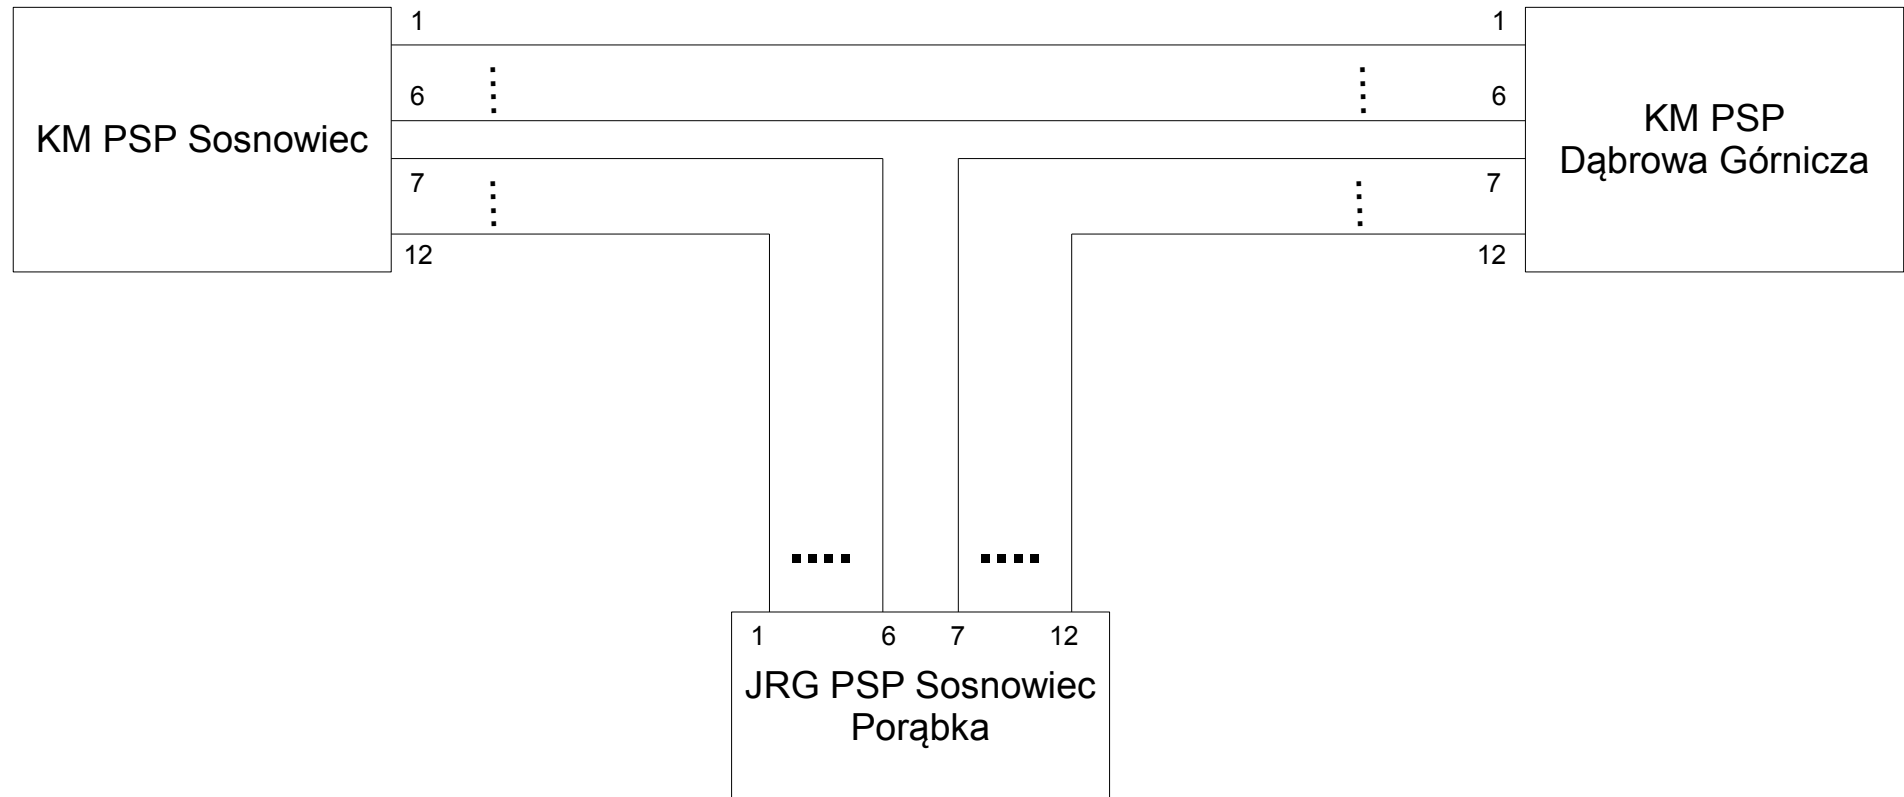 1
6
KM PSP Sosnowiec
7
12
1
6
KM PSP
Dąbrowa Górnicza
7
12
1 6 7 12
JRG PSP Sosnowiec
Porąbka